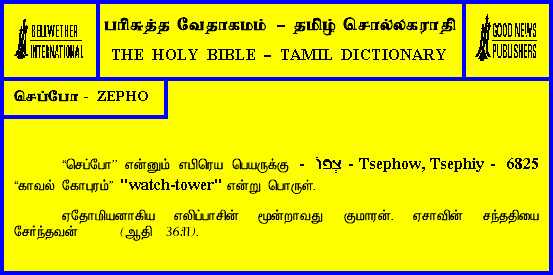 BELLWETHER
INTERNATIONAL
பரிசுத்த வேதாகமம் – தமிழ் சொல்லகராதி
THE HOLY BIBLE – TAMIL DICTIONARY
GOOD NEWS
PUBLISHERS
செப்போ - ZEPHO
“செப்போ” என்னும் எபிரெய பெயருக்கு - צְפוֹ - Tsephow, Tsephiy - 6825
“காவல் கோபுரம்” "watch-tower" என்று பொருள்.
ஏதோமியனாகிய எலிப்பாசின் மூன்றாவது குமாரன். ஏசாவின் சந்ததியை
சேர்ந்தவன் (ஆதி 36:11).